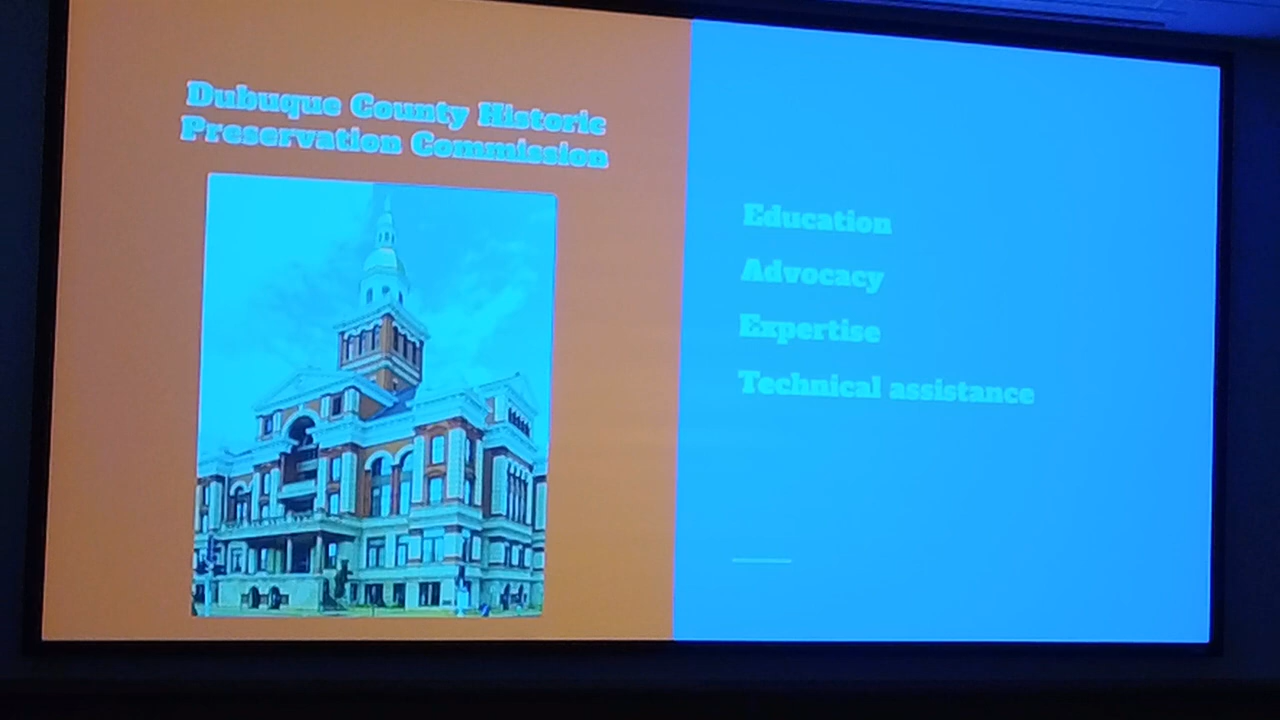 Dubuque County Historic
Preservation Commission
Education
Advocacy
Expertise
Technical assistance